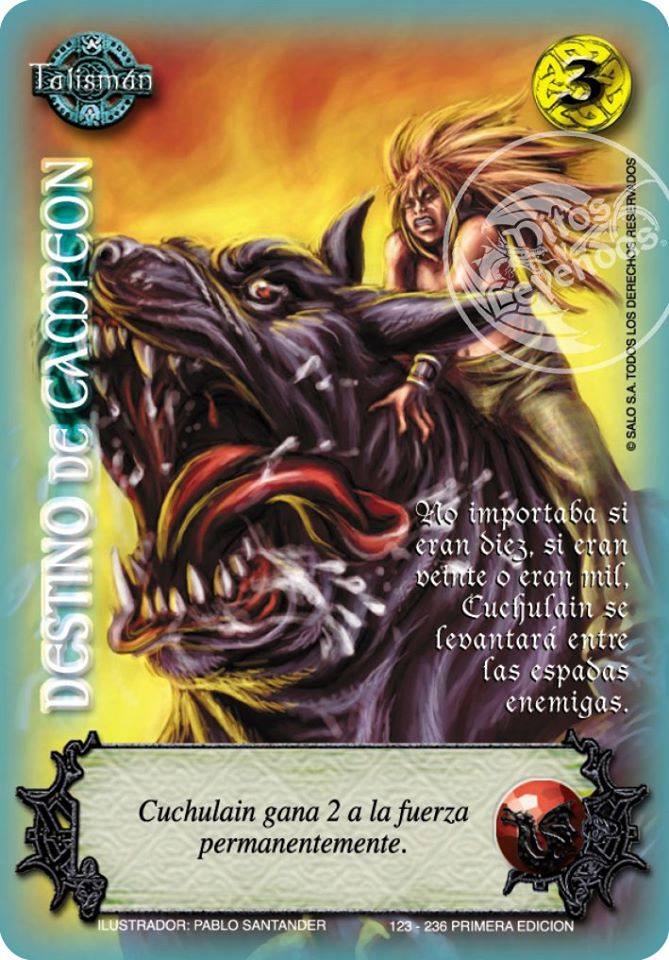 Talismán
3
DESTINO DE CAMPEON
Mitos
y
Leyendas
®
© SALO S.A. TODOS LOS DERECHOS RESERVADOS
No importaba si
eran diez, si eran
veinte o eran mil,
Cuchulain se
levantará entre
las espadas
enemigas.
Cuchulain gana 2 a la fuerza
permanentemente.
ILUSTRADOR: PABLO SANTANDER
123 - 236 PRIMERA EDICION